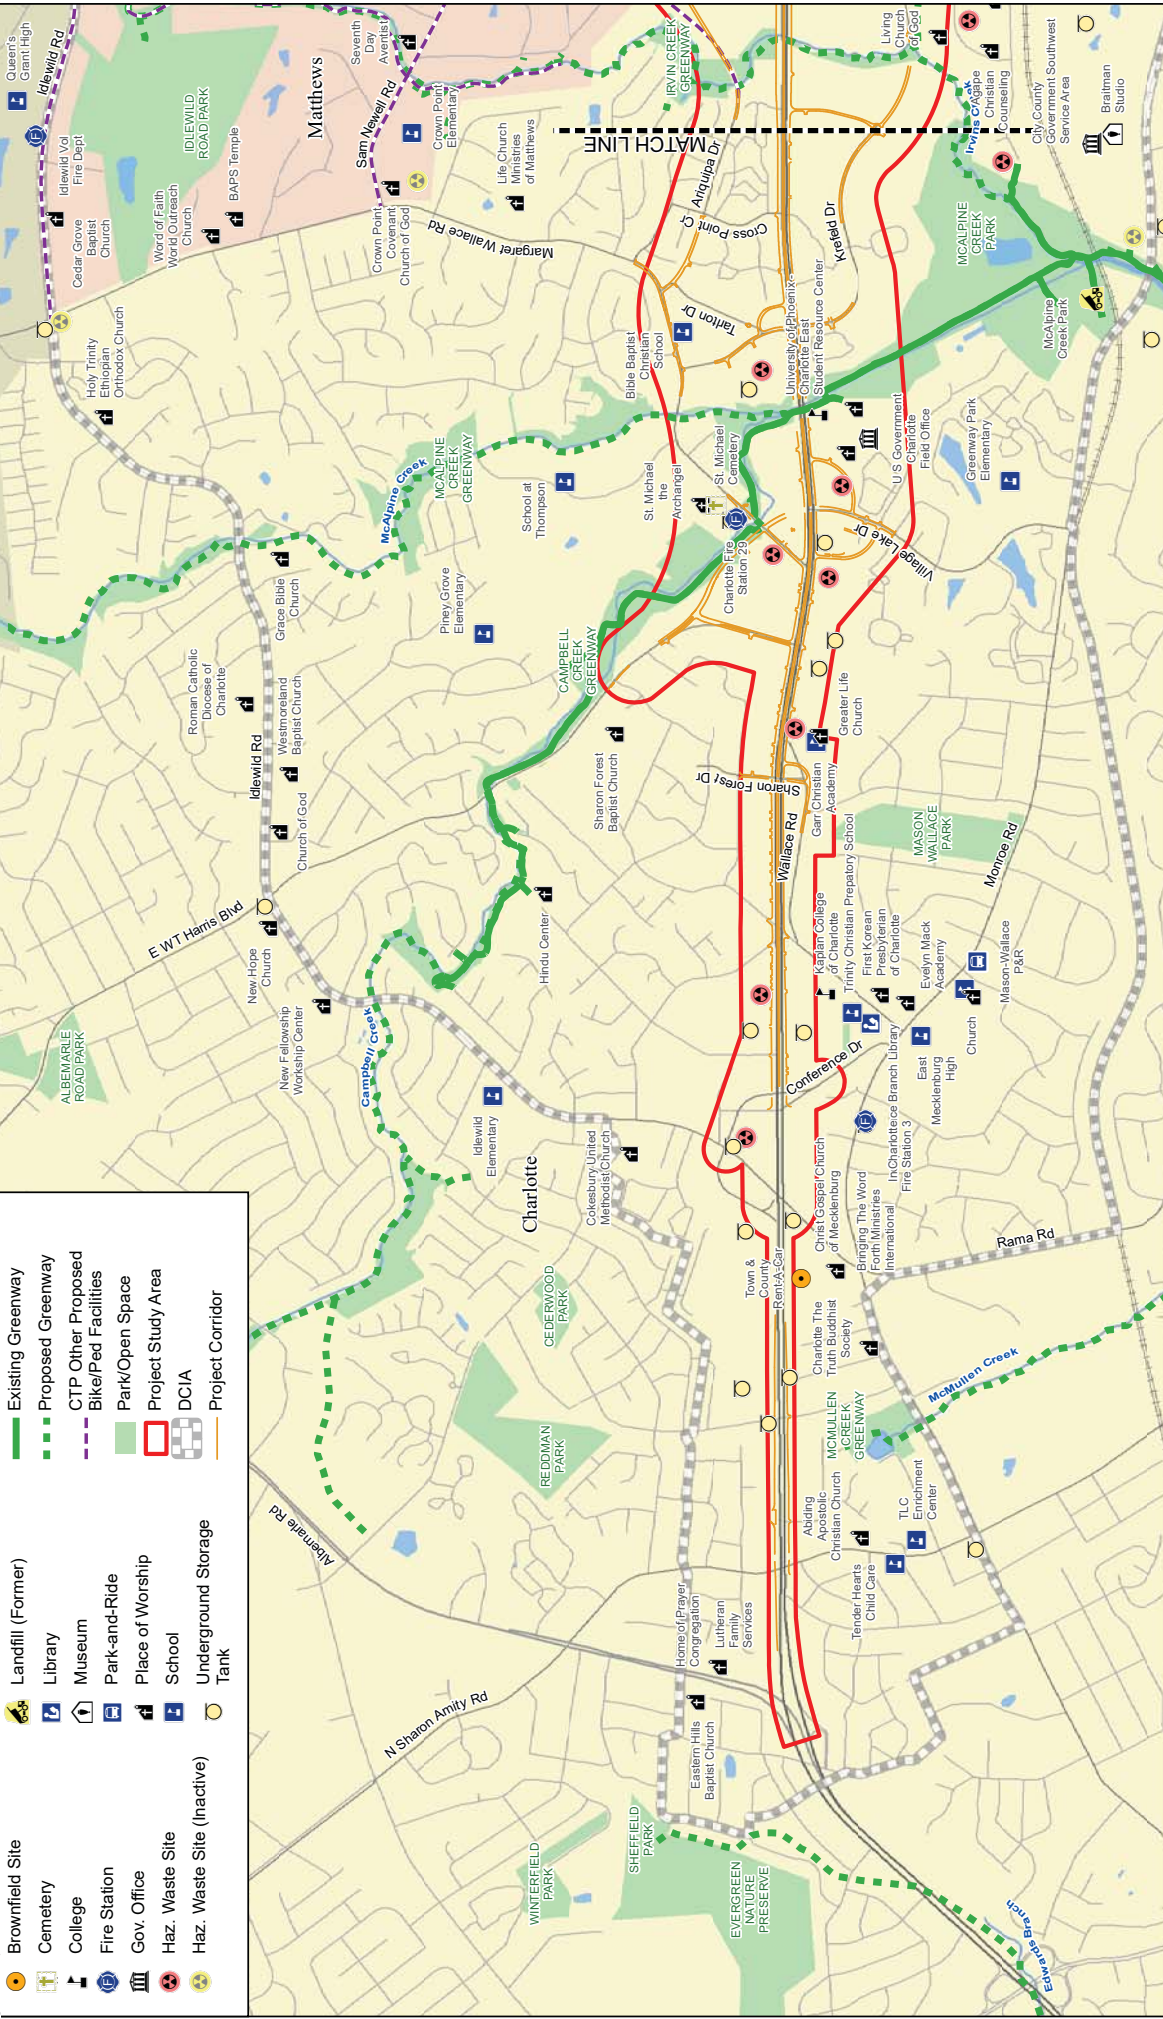 Brownfield Site
Cemetery
College
Fire Station
Gov. Office
Haz. Waste Site
Haz. Waste Site (Inactive)
Landfill (Former)
Library
Museum
Park-and-Ride
Place of Worship
School
Underground Storage
Tank
Existing Greenway
Proposed Greenway
CTP Other Proposed
Bike/Ped Facilities
Park/Open Space
Project Study Area
DCIA
Project Corridor
ALBEMARLE
ROAD PARK
E WT Harris Blvd
New Hope
Church
New Fellowship
Workship Center
Campbell Creek
Idlewild
Elementary
Charlotte
Cokesbury United
Methodist Church
CEDERWOOD
PARK
REDDMAN
PARK
Albemarle Rd
N Sharon Amity Rd
WINTERFIELD
PARK
SHEFFIELD
PARK
EVERGREEN
NATURE
PRESERVE
Edwards Branch
Eastern Hills
Baptist Church
Home of Prayer
Congregation
Lutheran
Family
Services
Abiding
Apostolic
Christian Church
Tender Hearts
Child Care
TLC
Enrichment
Center
MCMULLEN
CREEK
GREENWAY
McMullen Creek
Charlotte The
Truth Buddhist
Society
Town &
County
Rent-A-Car
Christ Gospel Church
of Mecklenburg
Bringing The Word
Forth Ministries
International
Rama Rd
Fire Station 3
East
Mecklenburg
High
Church
Conference Dr
Kaplan College
of Charlotte
Trinity Christian Prepatory School
First Korean
Presbyterian
of Charlotte
Evelyn Mack
Academy
Mason-Wallace
P&R
Monroe Rd
MASON
WALLACE
PARK
Wallace Rd
Sharon Forest Dr
Garr Christian
Academy
Greater Life
Church
Hindu Center
Sharon Forest
Baptist Church
CAMPBELL
CREEK
GREENWAY
Church of God
Idlewild Rd
Westmoreland
Baptist Church
Roman Catholic
Diocese of
Charlotte
Grace Bible
Church
Piney Grove
Elementary
School at
Thompson
McAlpine Creek
MCALPINE
CREEK
GREENWAY
Charlotte Fire
Station 29
St. Michael
the
Archangel
St. Michael
Cemetery
Village Lake Dr
U.S Government
Charlotte
Field Office
Greenway Park
Elementary
University of Phoenix-
Charlotte East
Student Resource Center
Bible Baptist
Christian
School
Tarlton Dr
Krefeld Dr
Cross Point Cr
Ariquipa Dr
MATCH LINE
Margaret Wallace Rd
Holy Trinity
Ethiopian
Orthodox Church
Cedar Grove
Baptist
Church
Idlewild Vol
Fire Dept
Queen's
Grant High
Idlewild Rd
IDLEWILD
ROAD PARK
Word of Faith
World Outreach
Church
BAPS Temple
Matthews
Seventh
Day
Aventist
Sam Newell Rd
Crown Point
Elementary
Crown Point
Covenant
Church of God
Life Church
Ministries
of Matthews
IRVIN CREEK
GREENWAY
Living
Church
of God
Agape
Christian
Counseling
City County
Government Southwest
Service Area
Braitman
Studio
MCALPINE
CREEK
PARK
McAlpine
Creek Park